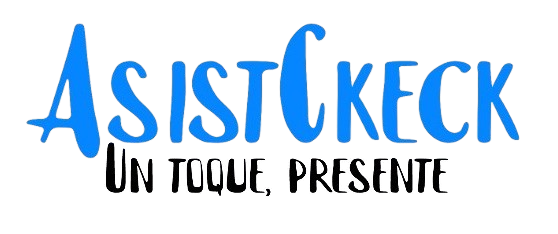 AsistCkeck
Un toque, presente